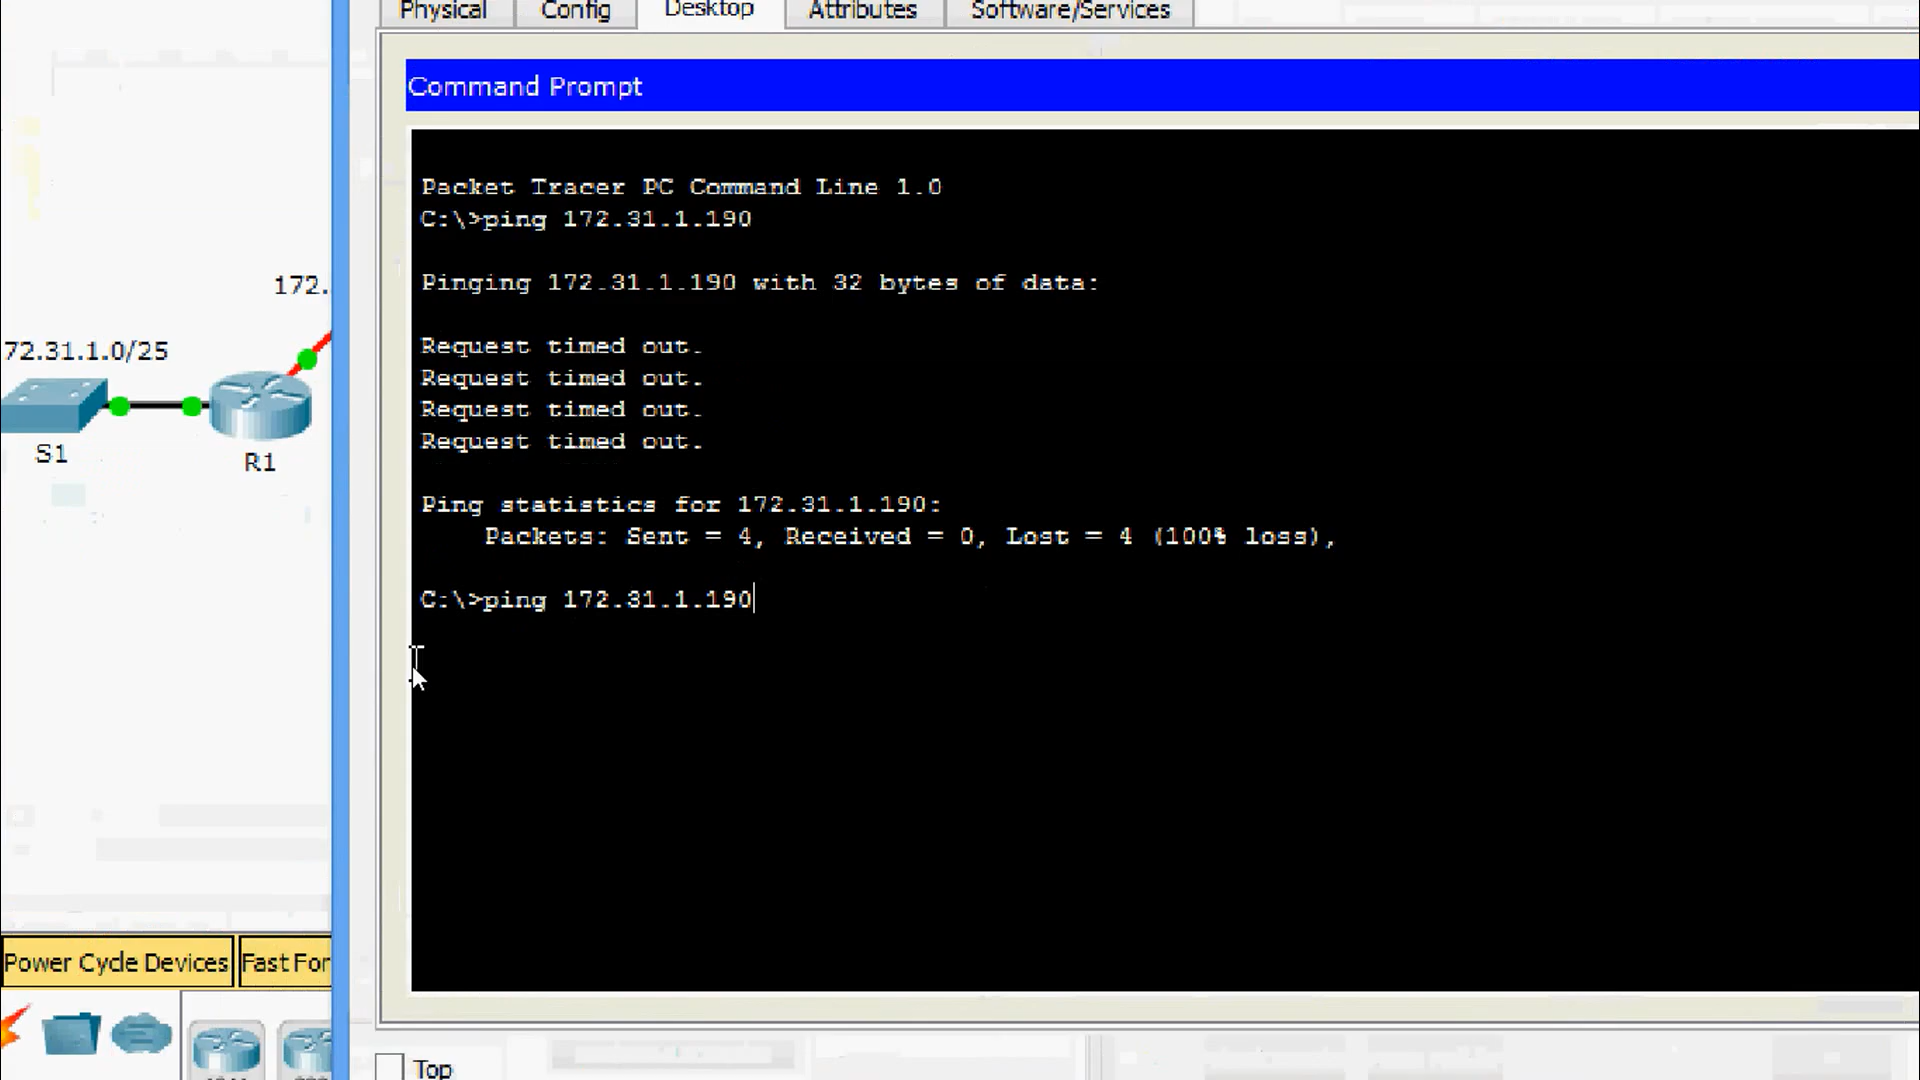 Physical
Config
Desktop
Attributes
Software/Services
Command Prompt
Packet Tracer PC Command Line 1.0
C:\>ping 172.31.1.190
Pinging 172.31.1.190 with 32 bytes of data:
Request timed out.
Request timed out.
Request timed out.
Request timed out.
Ping statistics for 172.31.1.190:
Packets: Sent = 4, Received = 0, Lost = 4 (100% loss),
C:\>ping 172.31.1.190
172.
72.31.1.0/25
S1
R1
Power Cycle Devices
Fast For
Top